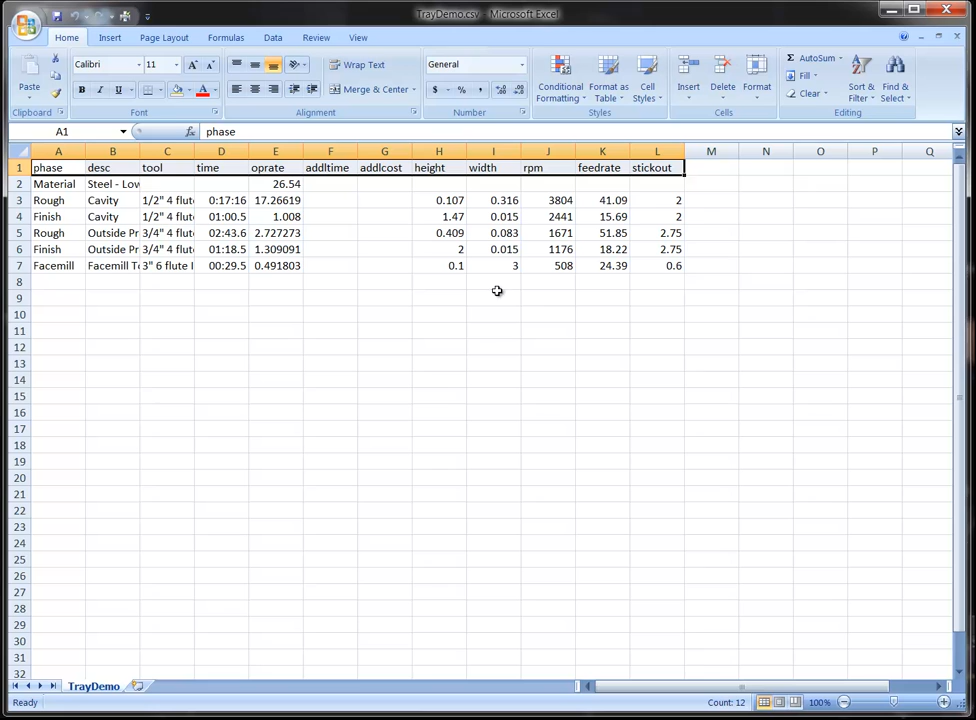 TrayDemo.csv - Microsoft Excel
Home Insert Page Layout Formulas Data Review View
Paste
Clipboard
Calibri 11
B I U
Font
Wrap Text
Merge & Center
Alignment
General
$ % ,
Number
Conditional Formatting
Format as Table
Cell Styles
Styles
Insert
Delete
Format
Cells
Σ AutoSum
Fill
Clear
Sort & Filter
Find & Select
Editing
A1 fx phase
A B C D E F G H I J K L M N O P Q
1 phase desc tool time oprate addltime addlcost height width rpm feedrate stickout
2 Material Steel - Low 26.54
3 Rough Cavity 1/2" 4 flut 0:17:16 17.26619 0.107 0.316 3804 41.09 2
4 Finish Cavity 1/2" 4 flut 01:00.5 1.008 1.47 0.015 2441 15.69 2
5 Rough Outside Pr 3/4" 4 flut 02:43.6 2.727273 0.409 0.083 1671 51.85 2.75
6 Finish Outside Pr 3/4" 4 flut 01:18.5 1.309091 2 0.015 1176 18.22 2.75
7 Facemill Facemill To 3" 6 flute I 00:29.5 0.491803 0.1 3 508 24.39 0.6
8
9
10
11
12
13
14
15
16
17
18
19
20
21
22
23
24
25
26
27
28
29
30
31
32
TrayDemo
Ready Count: 12 100%